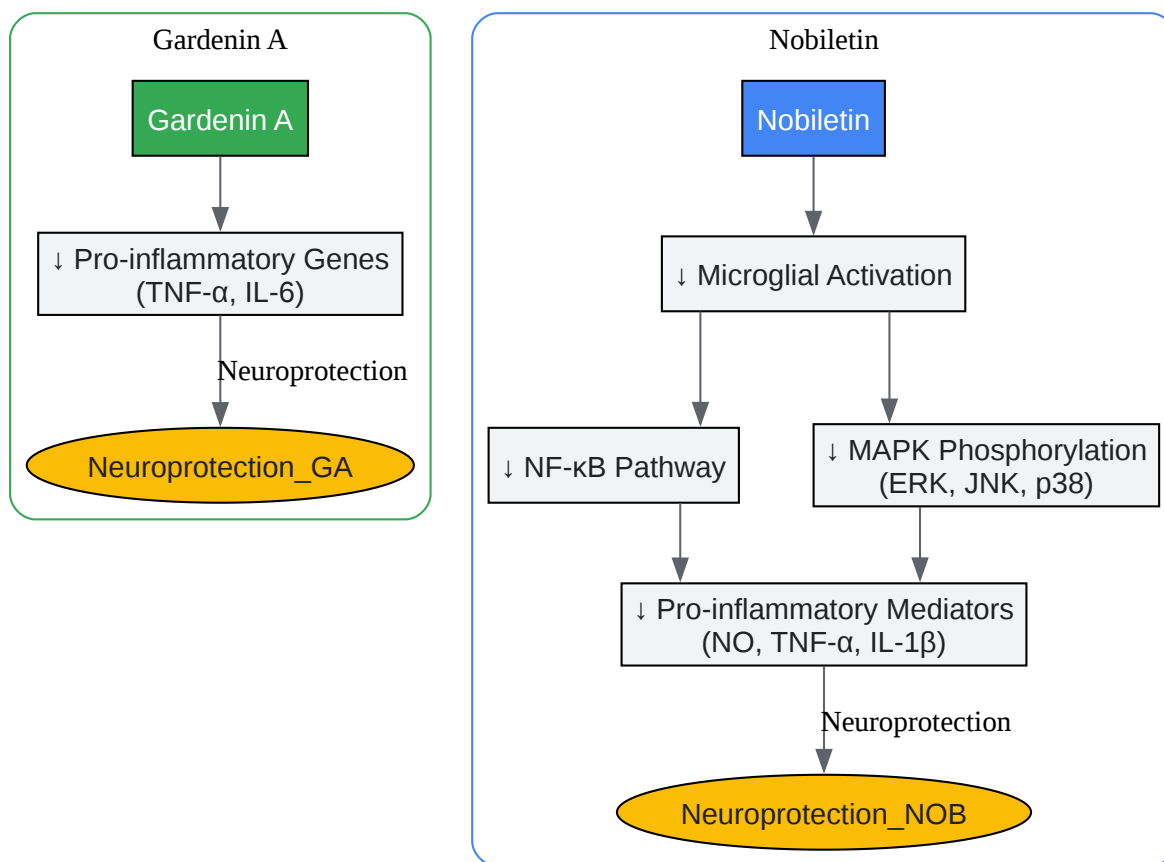 Gardenin A
Gardenin A
↓ Pro-inflammatory Genes
(TNF-α, IL-6)
Neuroprotection
Neuroprotection_GA
Nobiletin
Nobiletin
↓ Microglial Activation
↓ NF-κB Pathway
↓ MAPK Phosphorylation
(ERK, JNK, p38)
↓ Pro-inflammatory Mediators
(NO, TNF-α, IL-1β)
Neuroprotection
Neuroprotection_NOB